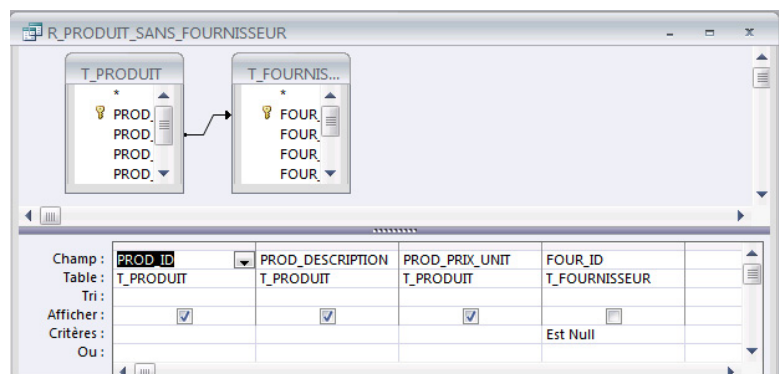 R_PRODUIT_SANS_FOURNISSEUR
T_PRODUIT T_FOURNIS...
* *
PROD_ FOUR_
PROD_ FOUR_
PROD_ FOUR_
PROD_ FOUR_
Champ : PROD_ID PROD_DESCRIPTION PROD_PRIX_UNIT FOUR_ID
Table : T_PRODUIT T_PRODUIT T_PRODUIT T_FOURNISSEUR
Tri :
Afficher :
Critères : Est Null
Ou :